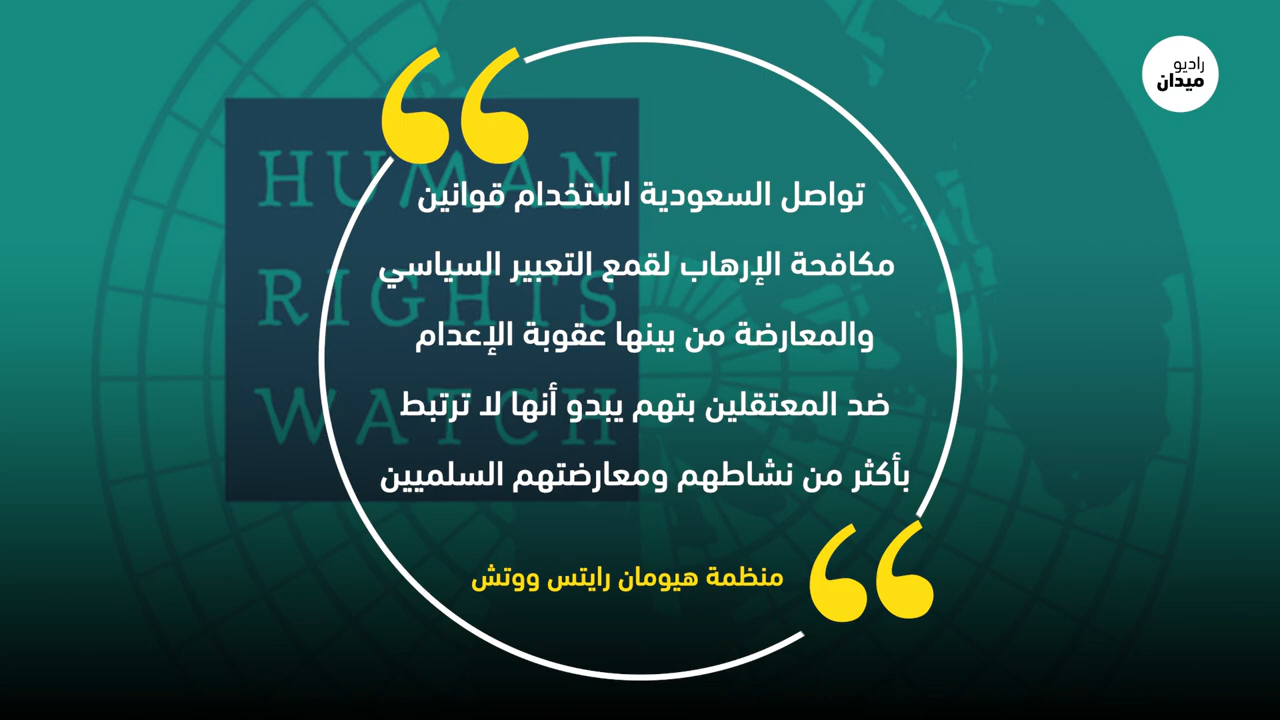 راديو
ميدان
HUMAN
RIGHTS
WATCH
تواصل السعودية استخدام قوانين
مكافحة الإرهاب لقمع التعبير السياسي
والمعارضة من بينها عقوبة الإعدام
ضد المعتقلين بتهم يبدو أنها لا ترتبط
بأكثر من نشاطهم ومعارضتهم السلميين
منظمة هيومان رايتس ووتش